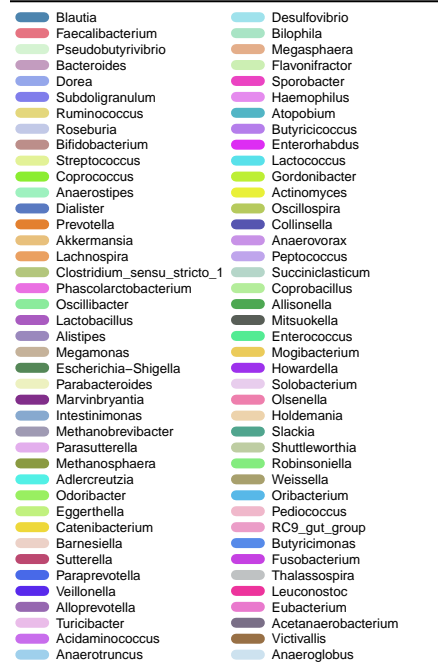 Blautia
Faecalibacterium
Pseudobutyrivibrio
Bacteroides
Dorea
Subdoligranulum
Ruminococcus
Roseburia
Bifidobacterium
Streptococcus
Coprococcus
Anaerostipes
Dialister
Prevotella
Akkermansia
Lachnospira
Clostridium_sensu_stricto_1
Phascolarctobacterium
Oscillibacter
Lactobacillus
Alistipes
Megamonas
Escherichia−Shigella
Parabacteroides
Marvinbryantia
Intestinimonas
Methanobrevibacter
Parasutterella
Methanosphaera
Adlercreutzia
Odoribacter
Eggerthella
Catenibacterium
Barnesiella
Sutterella
Paraprevotella
Veillonella
Alloprevotella
Turicibacter
Acidaminococcus
Anaerotruncus
Desulfovibrio
Bilophila
Megasphaera
Flavonifractor
Sporobacter
Haemophilus
Atopobium
Butyricicoccus
Enterorhabdus
Lactococcus
Gordonibacter
Actinomyces
Oscillospira
Collinsella
Anaerovorax
Peptococcus
Succiniclasticum
Coprobacillus
Allisonella
Mitsuokella
Enterococcus
Mogibacterium
Howardella
Solobacterium
Olsenella
Holdemania
Slackia
Shuttleworthia
Robinsoniella
Weissella
Oribacterium
Pediococcus
RC9_gut_group
Butyricimonas
Fusobacterium
Thalassospira
Leuconostoc
Eubacterium
Acetanaerobacterium
Victivallis
Anaeroglobus